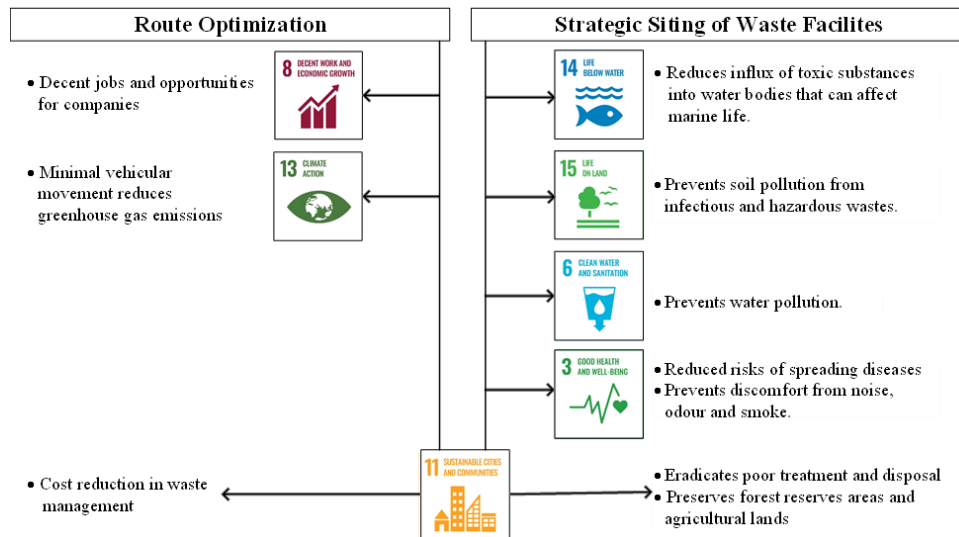 Route Optimization
Strategic Siting of Waste Facilites
• Decent jobs and opportunities
for companies
8 DECENT WORK AND
ECONOMIC GROWTH
• Minimal vehicular
movement reduces
greenhouse gas emissions
13 CLIMATE
ACTION
14 LIFE
BELOW WATER
• Reduces influx of toxic substances
into water bodies that can affect
marine life.
15 LIFE
ON LAND
• Prevents soil pollution from
infectious and hazardous wastes.
6 CLEAN WATER
AND SANITATION
• Prevents water pollution.
3 GOOD HEALTH
AND WELL-BEING
• Reduced risks of spreading diseases
• Prevents discomfort from noise,
odour and smoke.
• Cost reduction in waste
management
11 SUSTAINABLE CITIES
AND COMMUNITIES
• Eradicates poor treatment and disposal
• Preserves forest reserves areas and
agricultural lands